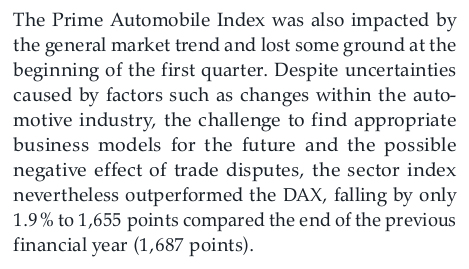 The Prime Automobile Index was also impacted by
the general market trend and lost some ground at the
beginning of the first quarter. Despite uncertainties
caused by factors such as changes within the auto-
motive industry, the challenge to find appropriate
business models for the future and the possible
negative effect of trade disputes, the sector index
nevertheless outperformed the DAX, falling by only
1.9 % to 1,655 points compared the end of the previous
financial year (1,687 points).